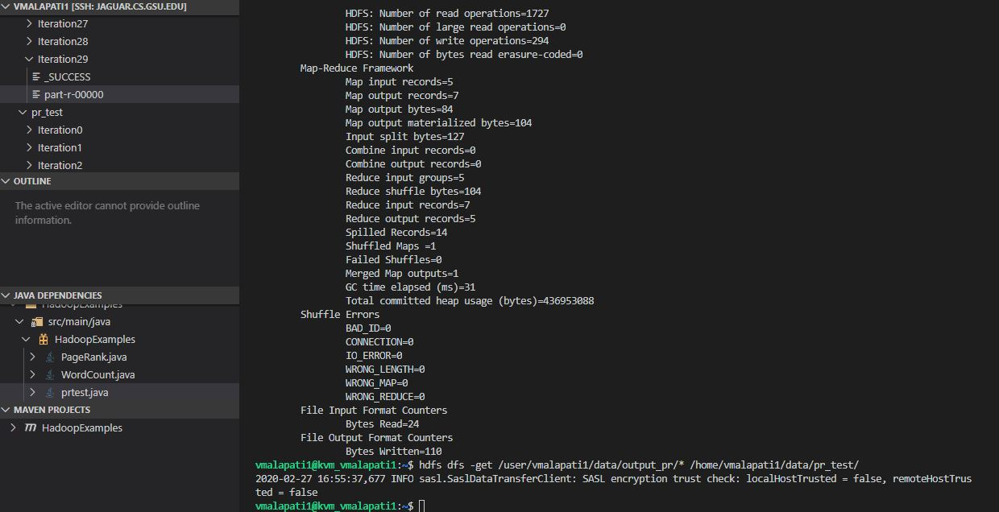 VMALAPATI1 [SSH: JAGUAR.CS.GSU.EDU]
Iteration27
Iteration28
Iteration29
_SUCCESS
part-r-00000
pr_test
Iteration0
Iteration1
Iteration2
OUTLINE
The active editor cannot provide outline
information.
JAVA DEPENDENCIES
HadoopExamples
src/main/java
HadoopExamples
PageRank.java
WordCount.java
prtest.java
MAVEN PROJECTS
HadoopExamples
HDFS: Number of read operations=1727
HDFS: Number of large read operations=0
HDFS: Number of write operations=294
HDFS: Number of bytes read erasure-coded=0
Map-Reduce Framework
Map input records=5
Map output records=7
Map output bytes=84
Map output materialized bytes=104
Input split bytes=127
Combine input records=0
Combine output records=0
Reduce input groups=5
Reduce shuffle bytes=104
Reduce input records=7
Reduce output records=5
Spilled Records=14
Shuffled Maps =1
Failed Shuffles=0
Merged Map outputs=1
GC time elapsed (ms)=31
Total committed heap usage (bytes)=436953088
Shuffle Errors
BAD_ID=0
CONNECTION=0
IO_ERROR=0
WRONG_LENGTH=0
WRONG_MAP=0
WRONG_REDUCE=0
File Input Format Counters
Bytes Read=24
File Output Format Counters
Bytes Written=110
vmalapati1@kvm_vmalapati1:~$ hdfs dfs -get /user/vmalapati1/data/output_pr/* /home/vmalapati1/data/pr_test/
2020-02-27 16:55:37,677 INFO sasl.SaslDataTransferClient: SASL encryption trust check: localHostTrusted = false, remoteHostTrus
ted = false
vmalapati1@kvm_vmalapati1:~$